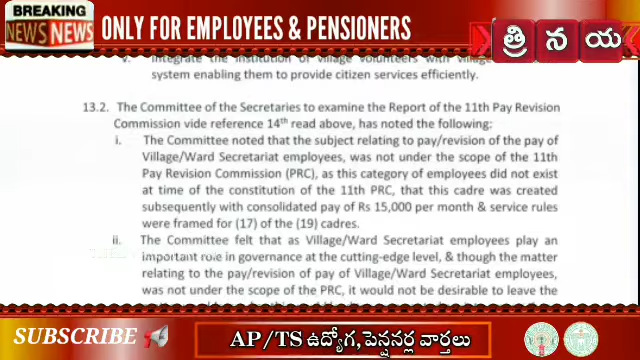 BREAKING
NEWS NEWS
ONLY FOR EMPLOYEES & PENSIONERS
త్రి న య
v. Integrate the institution of Village Volunteers with Village
system enabling them to provide citizen services efficiently.
13.2. The Committee of the Secretaries to examine the Report of the 11th Pay Revision
Commission vide reference 14th read above, has noted the following:
i. The Committee noted that the subject relating to pay/revision of the pay of
Village/Ward Secretariat employees, was not under the scope of the 11th
Pay Revision Commission (PRC), as this category of employees did not exist
at time of the constitution of the 11th PRC, that this cadre was created
subsequently with consolidated pay of Rs 15,000 per month & service rules
were framed for (17) of the (19) cadres.
ii. The Committee felt that as Village/Ward Secretariat employees play an
important role in governance at the cutting-edge level, & though the matter
relating to the pay/revision of pay of Village/Ward Secretariat employees,
was not under the scope of the PRC, it would not be desirable to leave the
SUBSCRIBE
AP/TS ఉద్యోగ,పెన్షనర్ల వార్తలు